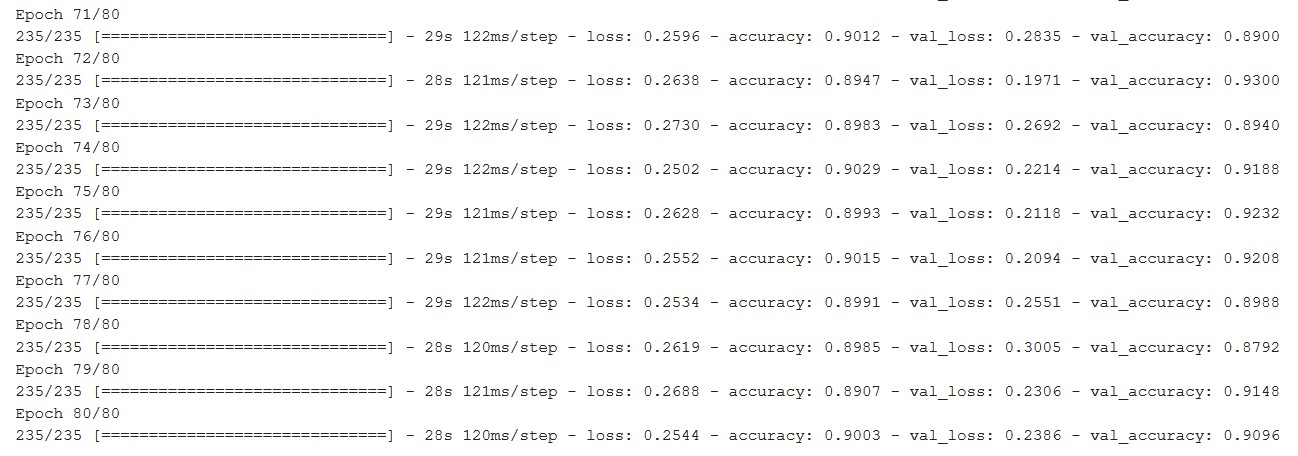 Epoch 71/80
235/235 [==============================] - 29s 122ms/step - loss: 0.2596 - accuracy: 0.9012 - val_loss: 0.2835 - val_accuracy: 0.8900
Epoch 72/80
235/235 [==============================] - 28s 121ms/step - loss: 0.2638 - accuracy: 0.8947 - val_loss: 0.1971 - val_accuracy: 0.9300
Epoch 73/80
235/235 [==============================] - 29s 122ms/step - loss: 0.2730 - accuracy: 0.8983 - val_loss: 0.2692 - val_accuracy: 0.8940
Epoch 74/80
235/235 [==============================] - 29s 122ms/step - loss: 0.2502 - accuracy: 0.9029 - val_loss: 0.2214 - val_accuracy: 0.9188
Epoch 75/80
235/235 [==============================] - 29s 121ms/step - loss: 0.2628 - accuracy: 0.8993 - val_loss: 0.2118 - val_accuracy: 0.9232
Epoch 76/80
235/235 [==============================] - 29s 121ms/step - loss: 0.2552 - accuracy: 0.9015 - val_loss: 0.2094 - val_accuracy: 0.9208
Epoch 77/80
235/235 [==============================] - 29s 122ms/step - loss: 0.2534 - accuracy: 0.8991 - val_loss: 0.2551 - val_accuracy: 0.8988
Epoch 78/80
235/235 [==============================] - 28s 120ms/step - loss: 0.2619 - accuracy: 0.8985 - val_loss: 0.3005 - val_accuracy: 0.8792
Epoch 79/80
235/235 [==============================] - 28s 121ms/step - loss: 0.2688 - accuracy: 0.8907 - val_loss: 0.2306 - val_accuracy: 0.9148
Epoch 80/80
235/235 [==============================] - 28s 120ms/step - loss: 0.2544 - accuracy: 0.9003 - val_loss: 0.2386 - val_accuracy: 0.9096